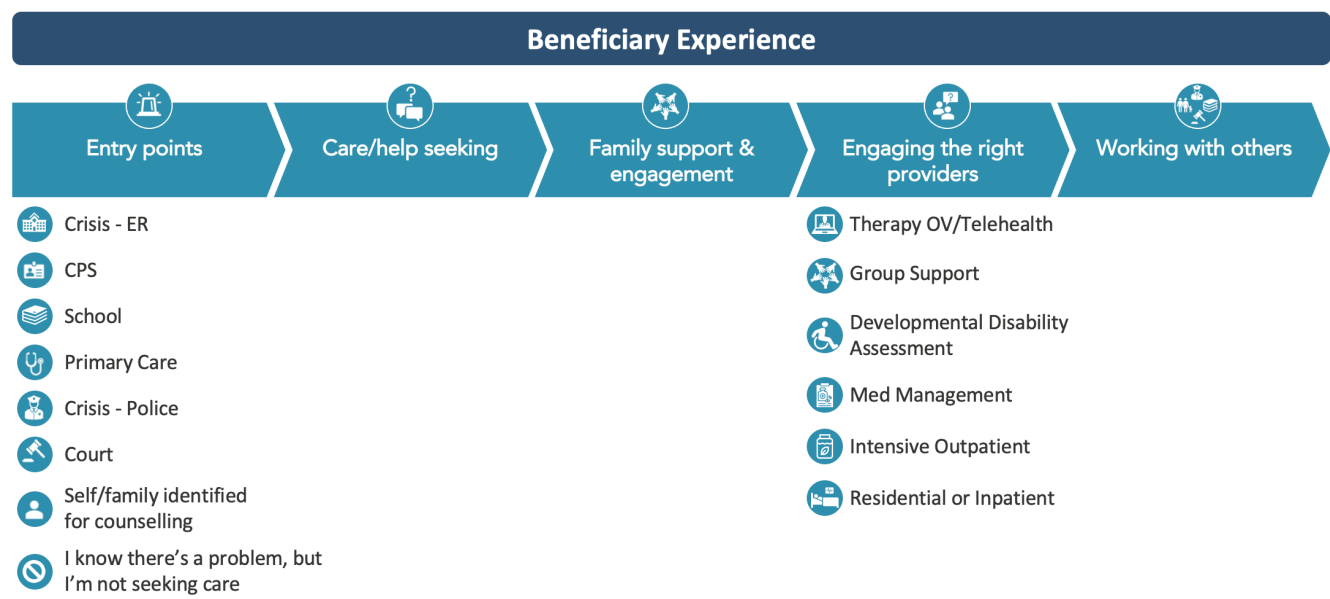 Beneficiary Experience
Entry points
Care/help seeking
Family support &
engagement
Engaging the right
providers
Working with others
Crisis - ER
CPS
School
Primary Care
Crisis - Police
Court
Self/family identified
for counselling
I know there's a problem, but
I'm not seeking care
Therapy OV/Telehealth
Group Support
Developmental Disability
Assessment
Med Management
Intensive Outpatient
Residential or Inpatient